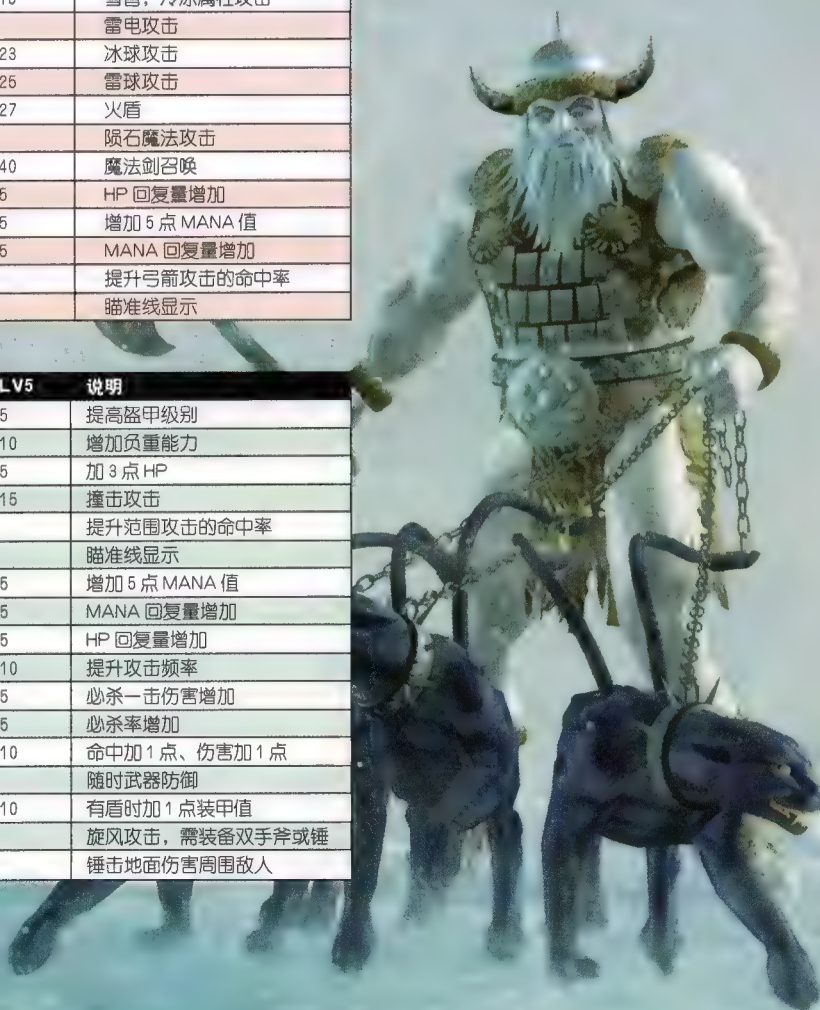 雷电攻击
23 冰球攻击
25 雷球攻击
27 火盾
陨石魔法攻击
40 魔法剑召唤
5 HP 回复量增加
5 增加 5 点 MANA 值
5 MANA 回复量增加
提升弓箭攻击的命中率
瞄准线显示
LV5 说明
5 提高盔甲级别
10 增加负重能力
5 加 3 点 HP
15 撞击攻击
提升范围攻击的命中率
瞄准线显示
5 增加 5 点 MANA 值
5 MANA 回复量增加
5 HP 回复量增加
10 提升攻击频率
5 必杀一击伤害增加
5 必杀率增加
10 命中加 1 点、伤害加 1 点
随时武器防御
10 有盾时加 1 点装甲值
旋风攻击，需装备双手斧或锤
锤击地面伤害周围敌人